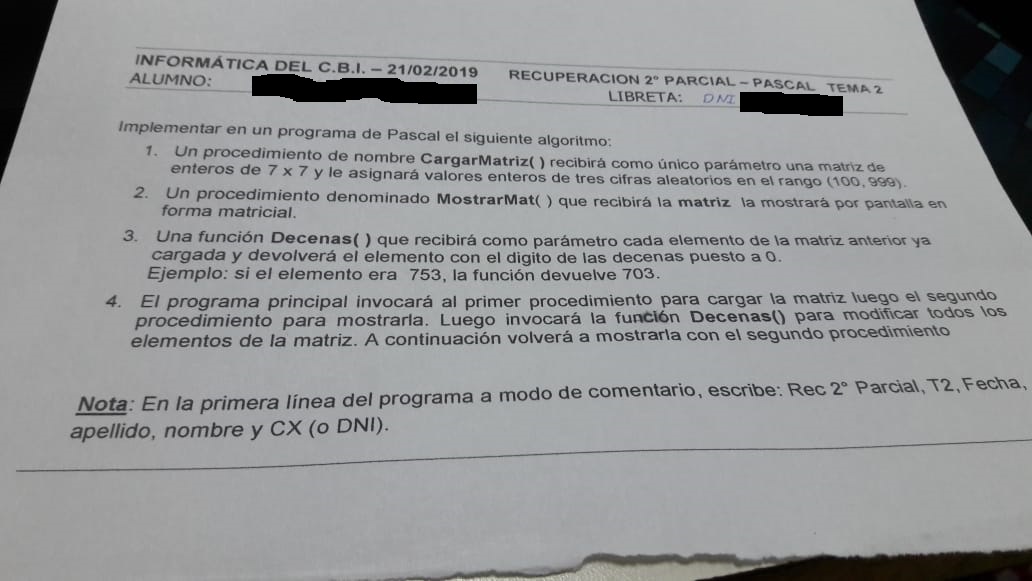 INFORMÁTICA DEL C.B.I. – 21/02/2019 RECUPERACION 2° PARCIAL – PASCAL TEMA 2
ALUMNO: LIBRETA: DNI
Implementar en un programa de Pascal el siguiente algoritmo:
1. Un procedimiento de nombre CargarMatriz( ) recibirá como único parámetro una matriz de
enteros de 7 x 7 y le asignará valores enteros de tres cifras aleatorios en el rango (100, 999).
2. Un procedimiento denominado MostrarMat( ) que recibirá la matriz la mostrará por pantalla en
forma matricial.
3. Una función Decenas( ) que recibirá como parámetro cada elemento de la matriz anterior ya
cargada y devolverá el elemento con el digito de las decenas puesto a 0.
Ejemplo: si el elemento era 753, la función devuelve 703.
4. El programa principal invocará al primer procedimiento para cargar la matriz luego el segundo
procedimiento para mostrarla. Luego invocará la función Decenas() para modificar todos los
elementos de la matriz. A continuación volverá a mostrarla con el segundo procedimiento
Nota: En la primera línea del programa a modo de comentario, escribe: Rec 2° Parcial, T2, Fecha,
apellido, nombre y CX (o DNI).